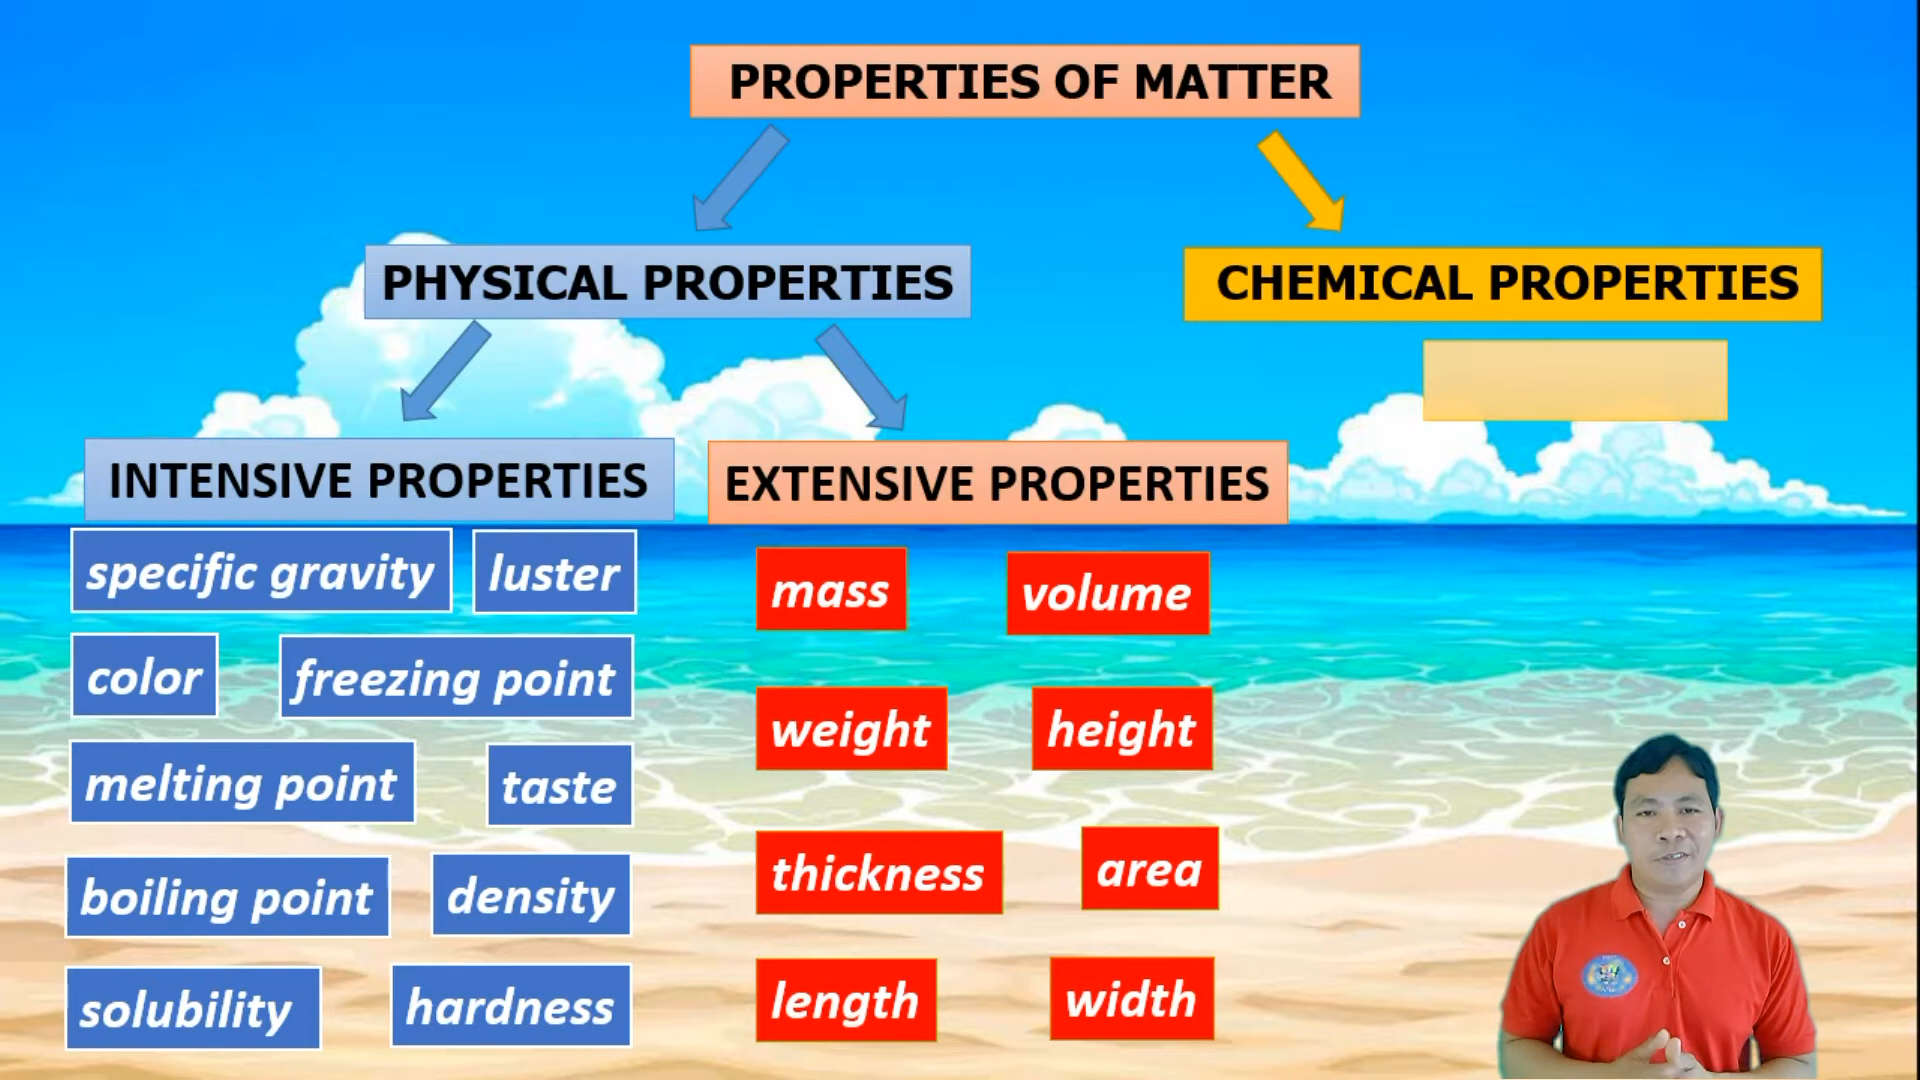 PROPERTIES OF MATTER
PHYSICAL PROPERTIES
CHEMICAL PROPERTIES
INTENSIVE PROPERTIES
EXTENSIVE PROPERTIES
specific gravity
luster
color
freezing point
melting point
taste
boiling point
density
solubility
hardness
mass
volume
weight
height
thickness
area
length
width